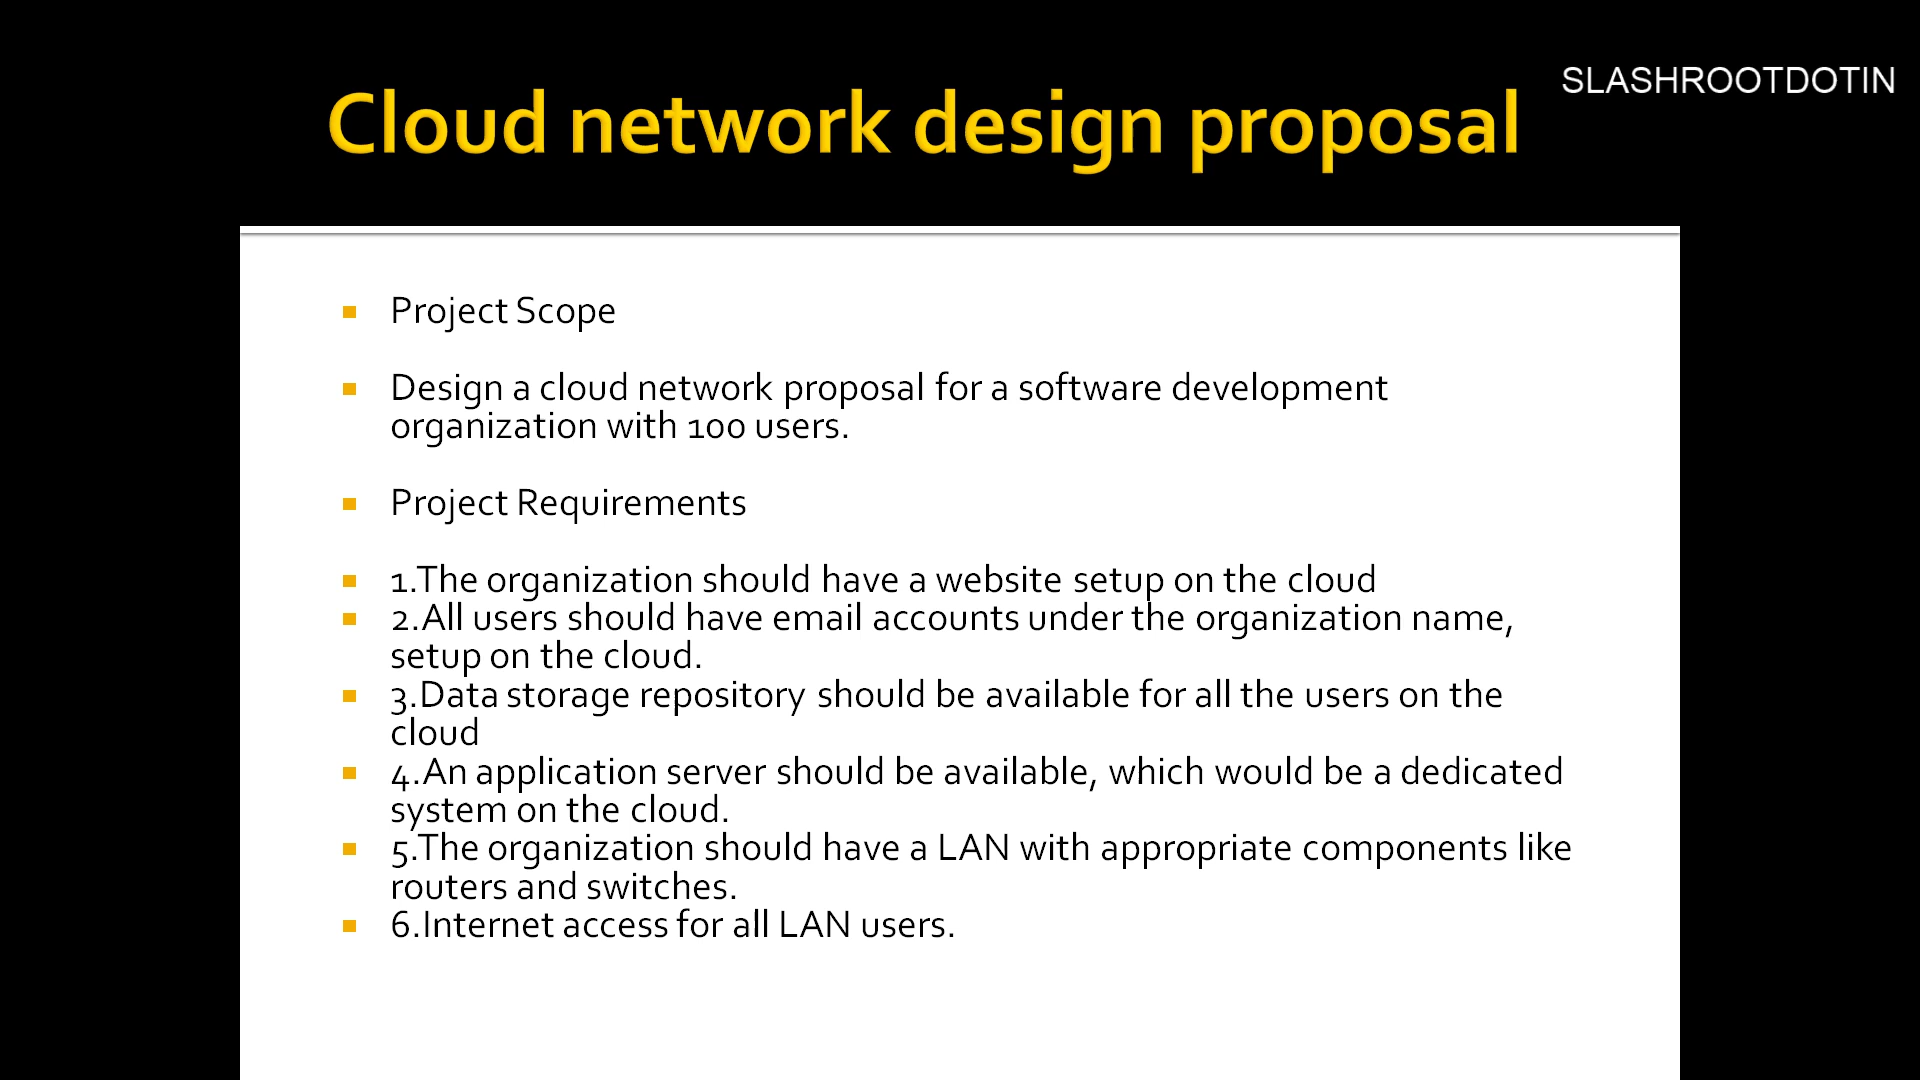 SLASHROOTDOTIN
Cloud network design proposal
Project Scope
Design a cloud network proposal for a software development
organization with 100 users.
Project Requirements
1.The organization should have a website setup on the cloud
2.All users should have email accounts under the organization name,
setup on the cloud.
3.Data storage repository should be available for all the users on the
cloud
4.An application server should be available, which would be a dedicated
system on the cloud.
5.The organization should have a LAN with appropriate components like
routers and switches.
6.Internet access for all LAN users.